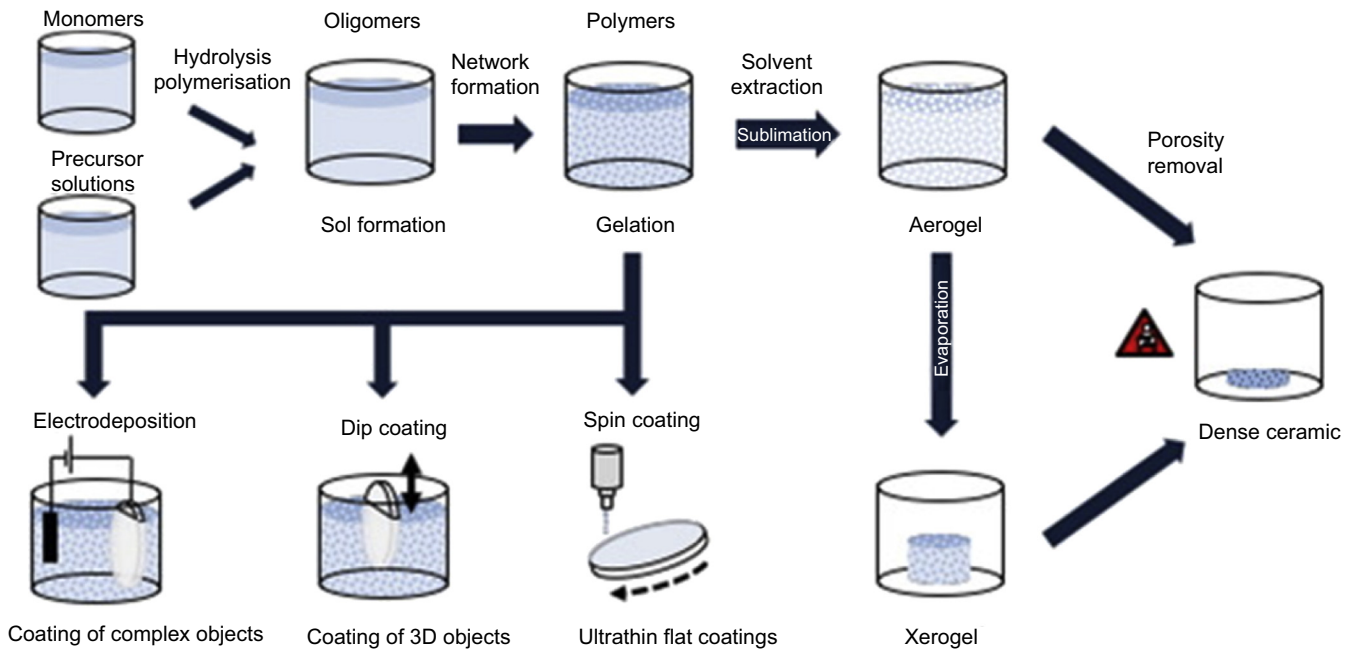 Monomers
Hydrolysis
polymerisation
Precursor
solutions
Oligomers
Sol formation
Network
formation
Polymers
Gelation
Solvent
extraction
Sublimation
Aerogel
Porosity
removal
Evaporation
Dense ceramic
Electrodeposition
Coating of complex objects
Dip coating
Coating of 3D objects
Spin coating
Ultrathin flat coatings
Xerogel